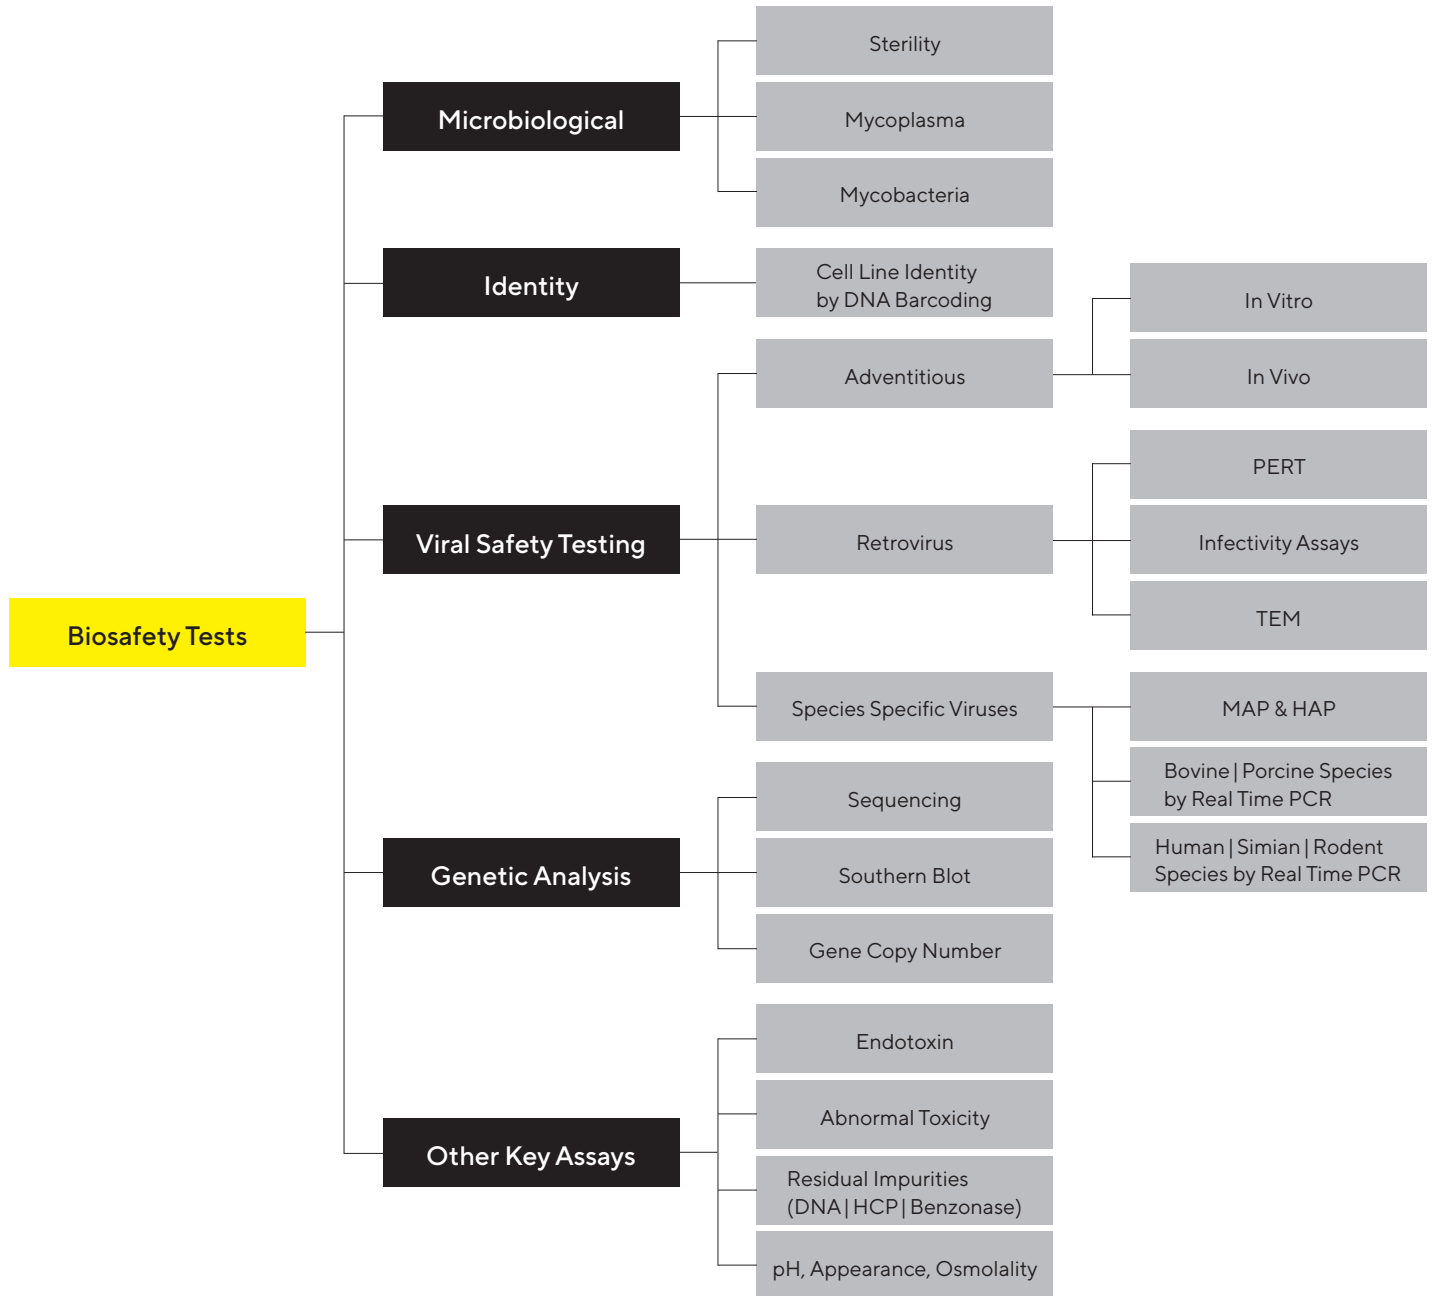 Biosafety Tests
Microbiological
Sterility
Mycoplasma
Mycobacteria
Identity
Cell Line Identity
by DNA Barcoding
Viral Safety Testing
Adventitious
In Vitro
In Vivo
Retrovirus
PERT
Infectivity Assays
TEM
Species Specific Viruses
MAP & HAP
Bovine | Porcine Species
by Real Time PCR
Human | Simian | Rodent
Species by Real Time PCR
Genetic Analysis
Sequencing
Southern Blot
Gene Copy Number
Other Key Assays
Endotoxin
Abnormal Toxicity
Residual Impurities
(DNA | HCP | Benzonase)
pH, Appearance, Osmolality